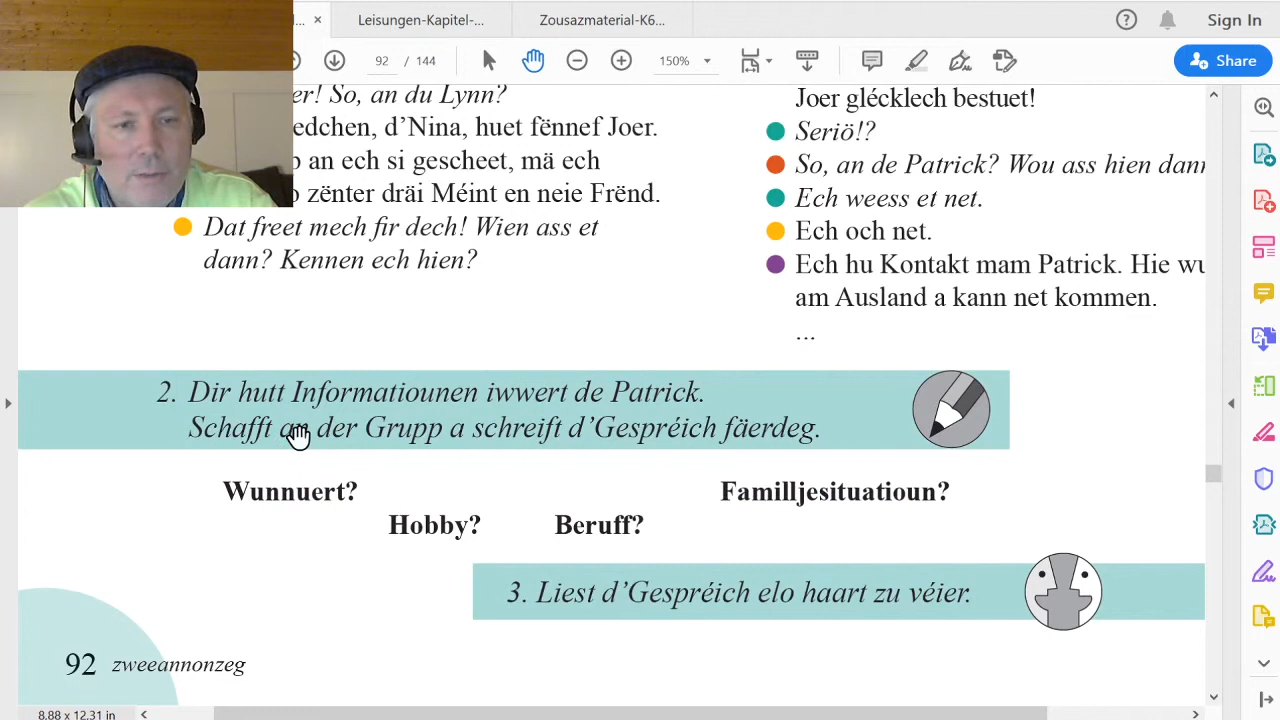 Leisungen-Kapitel-...
Zousazmaterial-K6...
Sign In
92 / 144
150%
Share
er! So, an du Lynn?
edchen, d'Nina, huet fënnef Joer.
an ech si gescheet, mä ech
zënter dräi Méint en neie Frënd.
Dat freet mech fir dech! Wien ass et
dann? Kennen ech hien?
Joer glécklech bestuet!
Seriö!?
So, an de Patrick? Wou ass hien dann
Ech weess et net.
Ech och net.
Ech hu Kontakt mam Patrick. Hie wu
am Ausland a kann net kommen.
...
2. Dir hutt Informatiounen iwwert de Patrick.
Schafft an der Grupp a schreift d'Gespréich fäerdeg.
Wunnuert?
Familljesituatioun?
Hobby?
Beruff?
3. Liest d'Gespréich elo haart zu véier.
92 zweeannonzeg
8.88 x 12.31 in